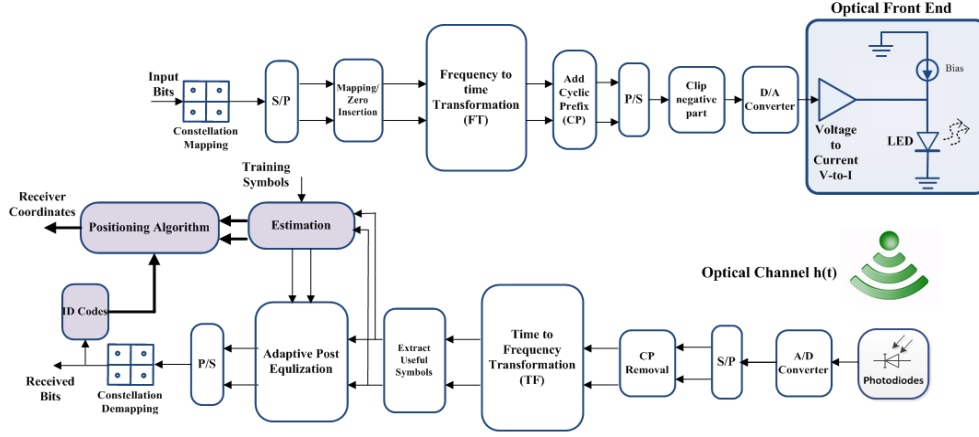 Optical Front End
Input
Bits
Constellation
Mapping
S/P
Mapping/
Zero
Insertion
Frequency to
time
Transformation
(FT)
Add
Cyclic
Prefix
(CP)
P/S
Clip
negative
part
D/A
Converter
Voltage
to
Current
V-to-I
Bias
LED
Training
Symbols
Receiver
Coordinates
Positioning Algorithm
Estimation
Optical Channel h(t)
ID Codes
Received
Bits
Constellation
Demapping
P/S
Adaptive Post
Equlization
Extract
Useful
Symbols
Time to
Frequency
Transformation
(TF)
CP
Removal
S/P
A/D
Converter
Photodiodes